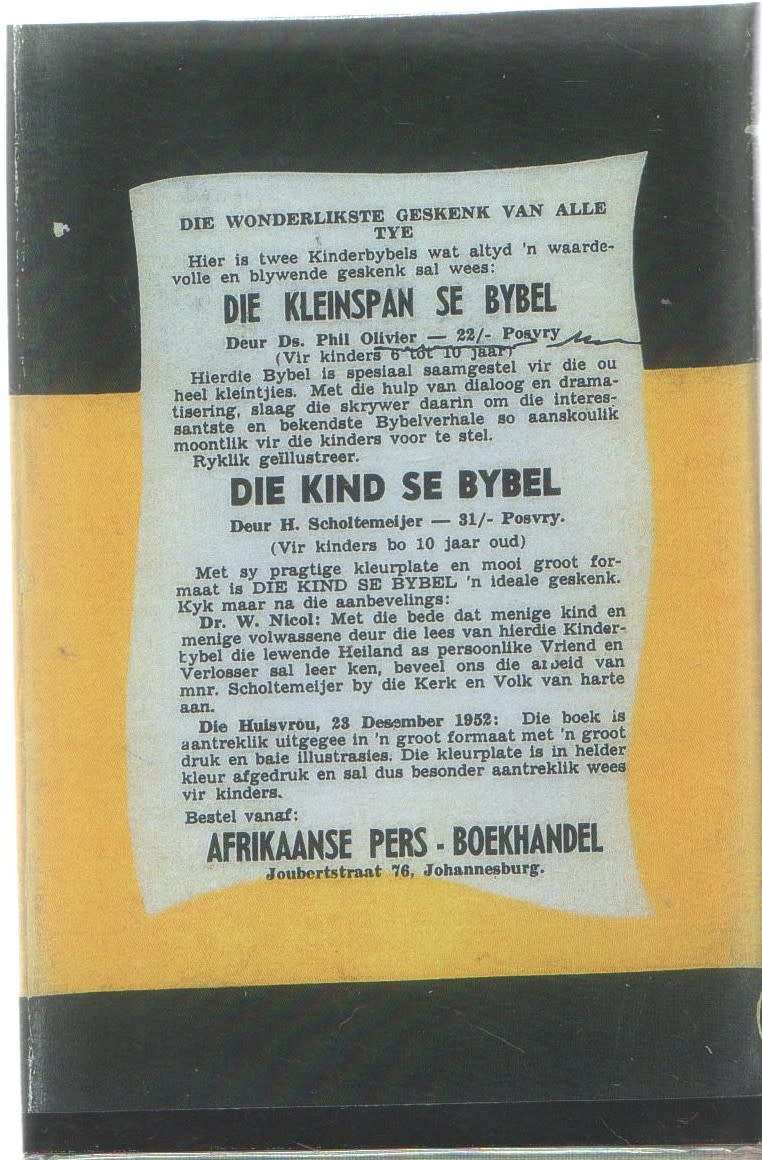 DIE WONDERLIKSTE GESKENK VAN ALLE
TYE
Hier is twee Kinderbybels wat altyd 'n waarde-
volle en blywende geskenk sal wees:
DIE KLEINSPAN SE BYBEL
Deur Ds. Phil Olivier — 22/- Posvry
(Vir kinders 6 tot 10 jaar)
Hierdie Bybel is spesiaal saamgestel vir die ou
heel kleintjies. Met die hulp van dialoog en drama-
tisering, slaag die skrywer daarin om die interes-
santste en bekendste Bybelverhale so aanskoulik
moontlik vir die kinders voor te stel.
Ryklik geïllustreer.
DIE KIND SE BYBEL
Deur H. Scholtemeijer — 31/- Posvry.
(Vir kinders bo 10 jaar oud)
Met sy pragtige kleurplate en mooi groot for-
maat is DIE KIND SE BYBEL 'n ideale geskenk.
Kyk maar na die aanbevelings:
Dr. W. Nicol: Met die bede dat menige kind en
menige volwassene deur die lees van hierdie Kinder-
bybel die lewende Heiland as persoonlike Vriend en
Verlosser sal leer ken, beveel ons die arbeid van
mnr. Scholtemeijer by die Kerk en Volk van harte
aan.
Die Huisvrou, 23 Desember 1952: Die boek is
aantreklik uitgegee in 'n groot formaat met 'n groot
druk en baie illustrasies. Die kleurplate is in helder
kleur afgedruk en sal dus besonder aantreklik wees
vir kinders.
Bestel vanaf:
AFRIKAANSE PERS - BOEKHANDEL
Joubertstraat 76, Johannesburg.